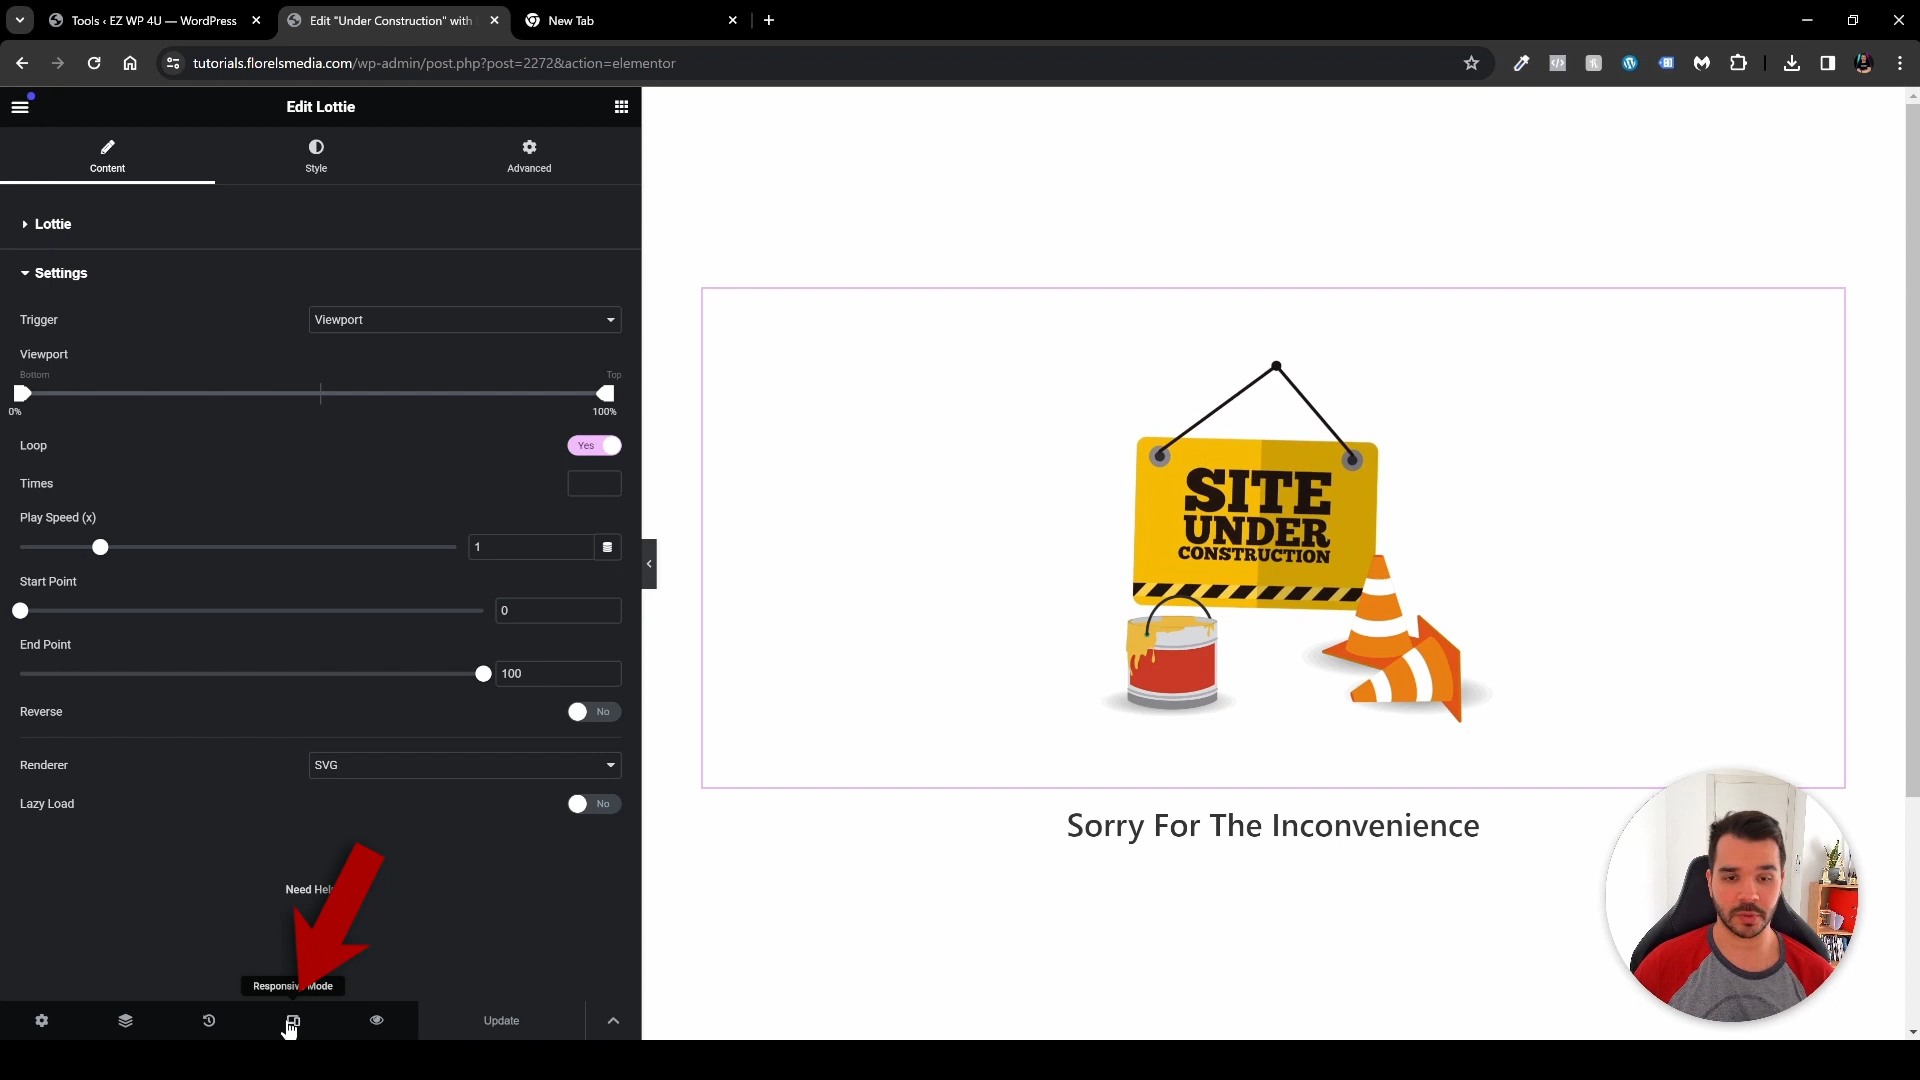 Tools ‹ EZ WP 4U — WordPress
Edit "Under Construction" with
New Tab
tutorials.florelsmedia.com/wp-admin/post.php?post=2272&action=elementor
Edit Lottie
Content
Style
Advanced
Lottie
Settings
Trigger
Viewport
Viewport
Bottom
Top
0%
100%
Loop
Yes
Times
Play Speed (x)
1
Start Point
0
End Point
100
Reverse
No
Renderer
SVG
Lazy Load
No
Need
Responsive Mode
Update
SITE
UNDER
CONSTRUCTION
Sorry For The Inconvenience